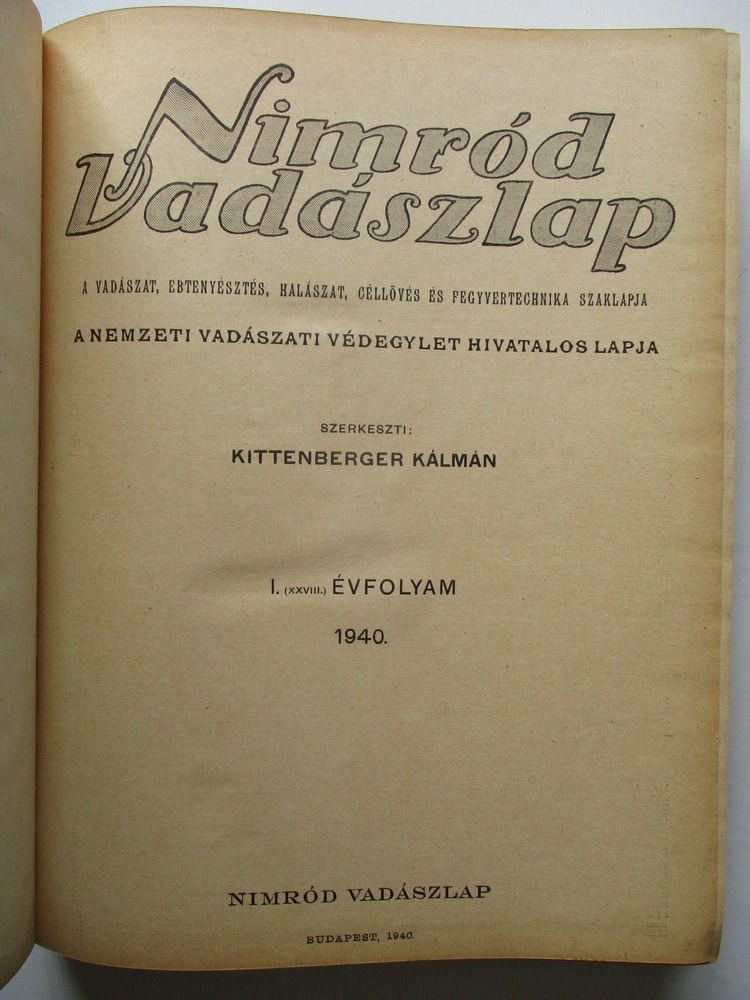 Nimród
Vadászlap
A VADÁSZAT, EBTENYÉSZTÉS, HALÁSZAT, CÉLLÖVÉS ÉS FEGYVERTECHNIKA SZAKLAPJA
A NEMZETI VADÁSZATI VÉDEGYLET HIVATALOS LAPJA
SZERKESZTI:
KITTENBERGER KÁLMÁN
I. (XXVIII.) ÉVFOLYAM
1940.
NIMRÓD VADÁSZLAP
BUDAPEST, 1940.